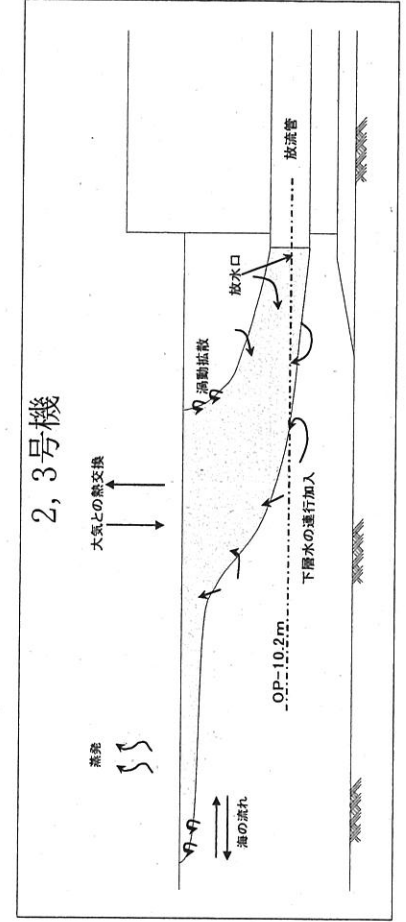 2, 3号機
蒸発
大気との熱交換
渦動拡散
放水口
放流管
海の流れ
OP-10.2m
下層水の連行加入